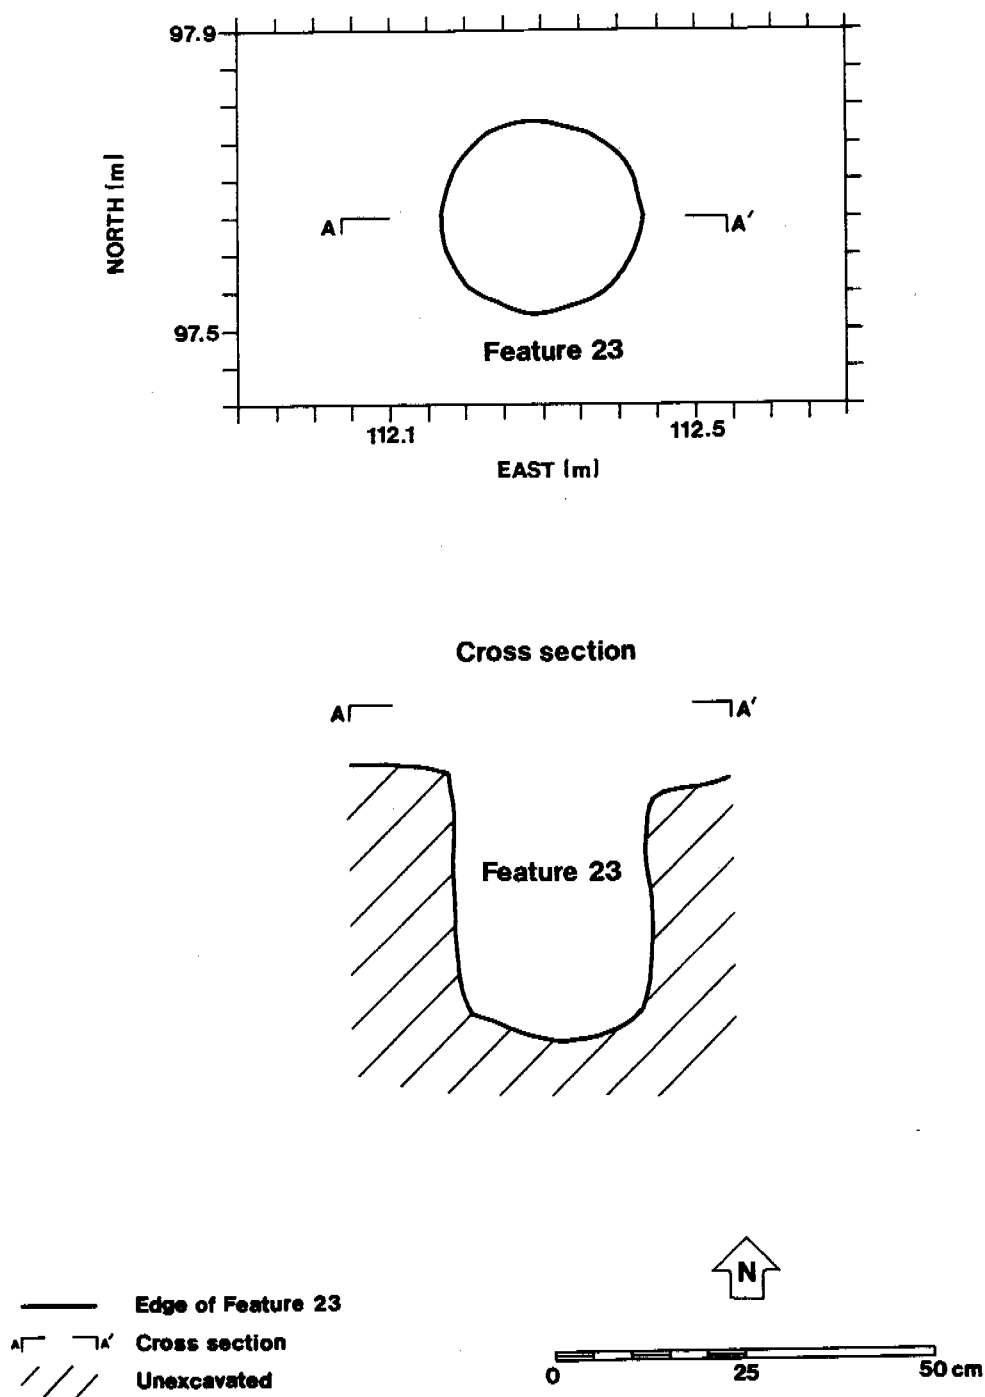 97.9
NORTH (m)
A A'
97.5
Feature 23
112.1 112.5
EAST (m)
Cross section
A A'
Feature 23
N
Edge of Feature 23
A A' Cross section
Unexcavated
0 25 50 cm